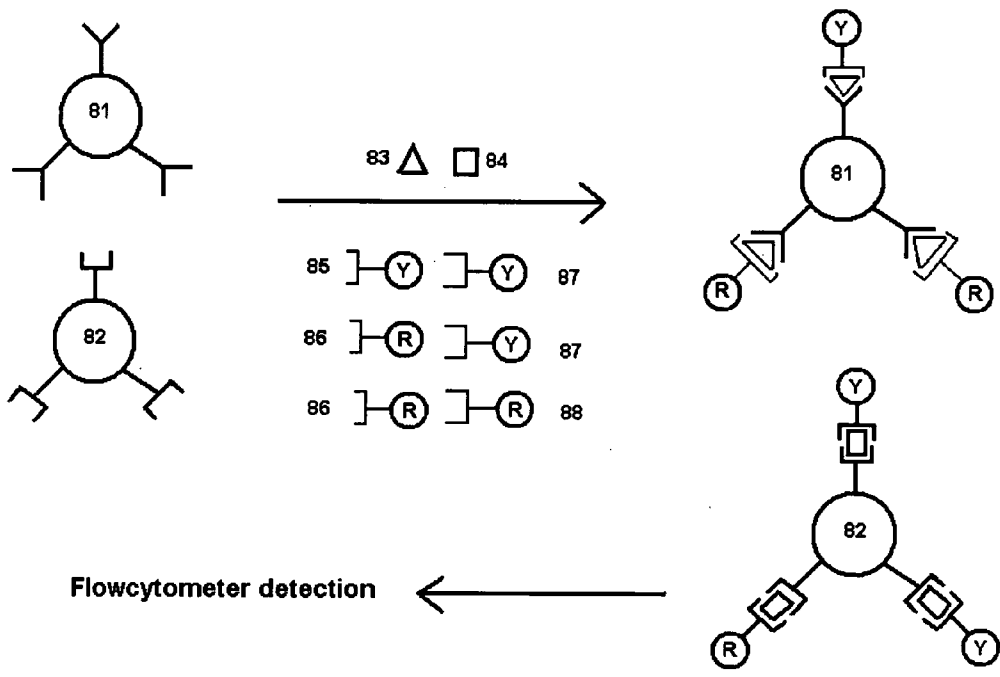 Y
81
83 84
81
85 Y Y 87
R R
82
86 R Y 87
86 R R 88
Y
82
Flowcytometer detection
R Y